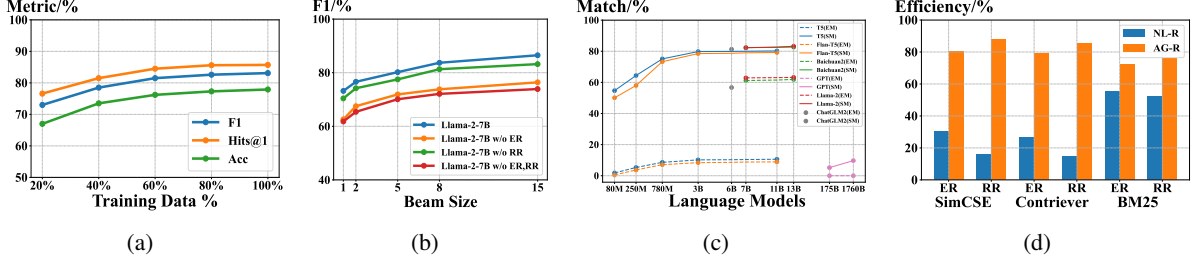 Metric/%
90
80
70
60
50
20% 40% 60% 80% 100%
Training Data %
F1
Hits@1
Acc
(a)
F1/%
100
80
60
40
1 2 5 8 15
Beam Size
Llama-2-7B
Llama-2-7B w/o ER
Llama-2-7B w/o RR
Llama-2-7B w/o ER,RR
(b)
Match/%
100
80
60
40
20
0
80M 250M 780M 3B 6B 7B 11B 13B 175B 1760B
Language Models
T5(EM)
T5(SM)
Flan-T5(EM)
Flan-T5(SM)
Baichuan2(EM)
Baichuan2(SM)
GPT(EM)
GPT(SM)
Llama-2(EM)
Llama-2(SM)
ChatGLM2(EM)
ChatGLM2(SM)
(c)
Efficiency/%
100
80
60
40
20
0
ER RR ER RR ER RR
SimCSE Contriever BM25
NL-R
AG-R
(d)